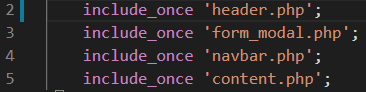 2 include_once 'header.php';
3 include_once 'form_modal.php';
4 include_once 'navbar.php';
5 include_once 'content.php';